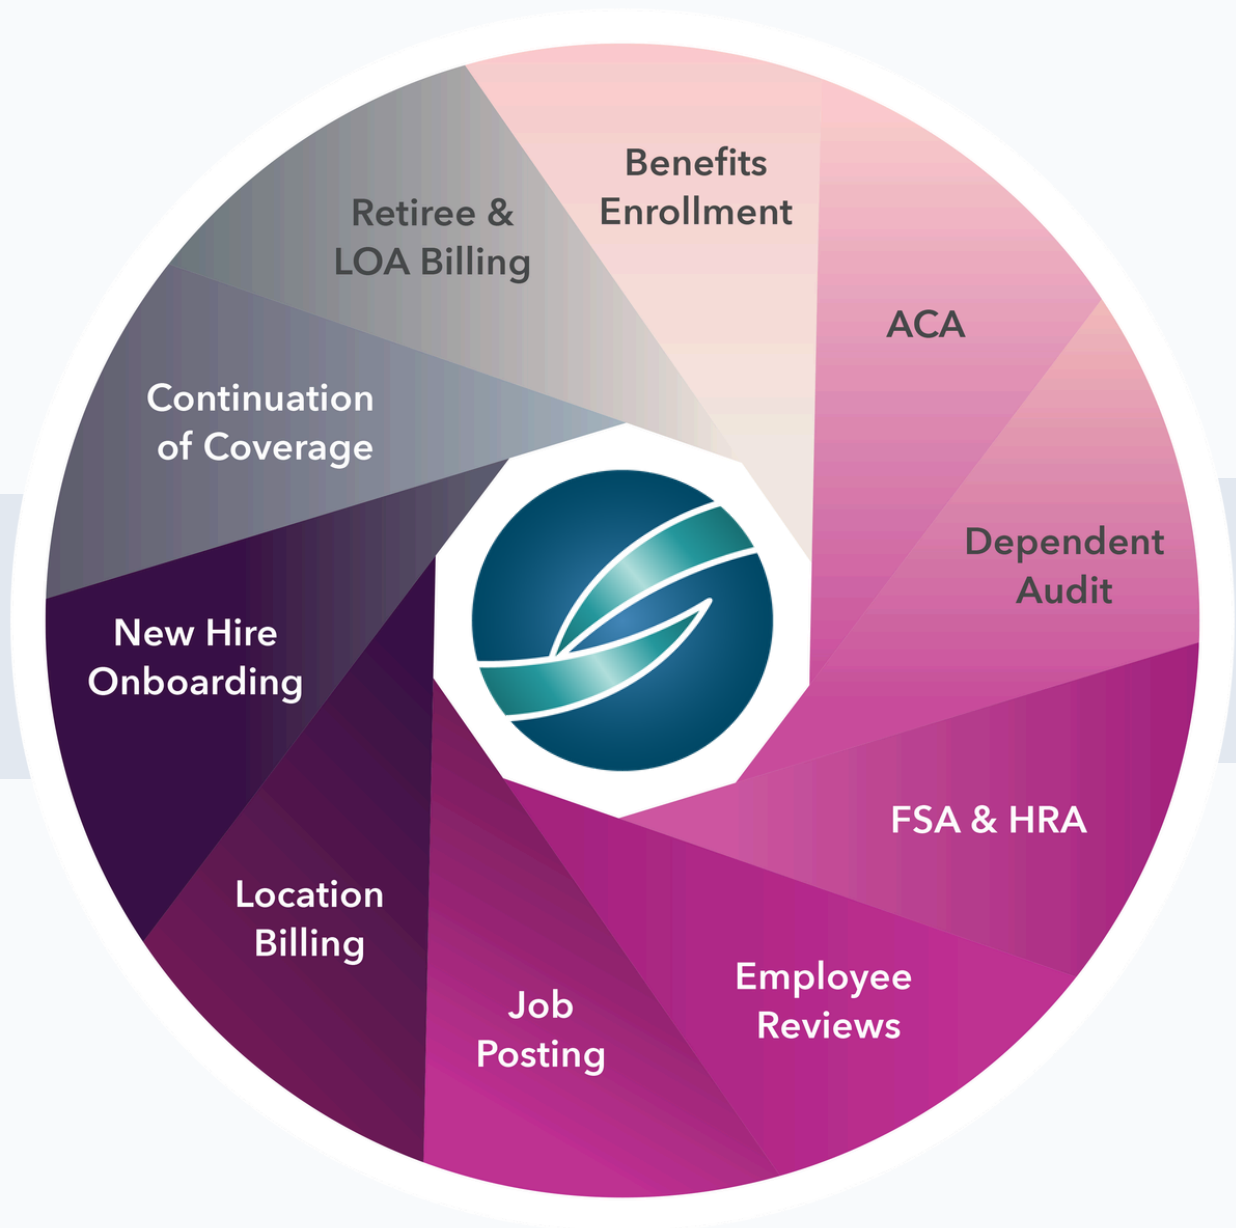 Benefits
Enrollment
ACA
Dependent
Audit
FSA & HRA
Employee
Reviews
Job
Posting
Location
Billing
New Hire
Onboarding
Continuation
of Coverage
Retiree &
LOA Billing